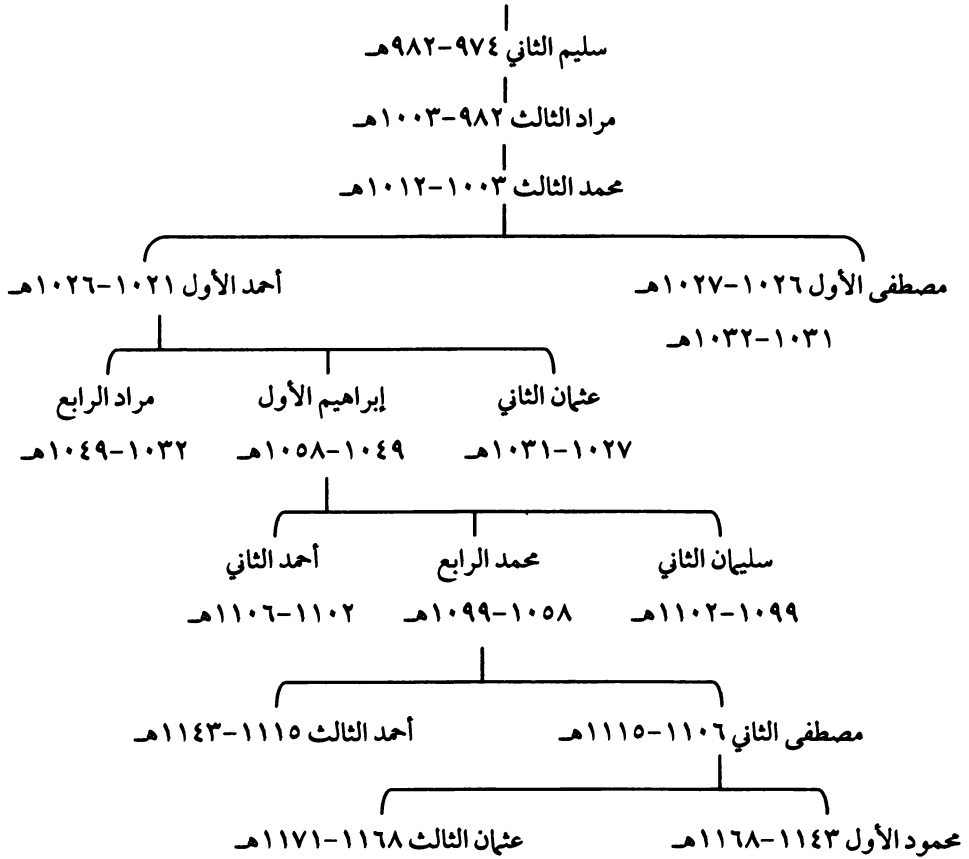 سليم الثاني ٩٧٤-٩٨٢هـ
مراد الثالث ٩٨٢-١٠٠٣هـ
محمد الثالث ١٠٠٣-١٠١٢هـ
مصطفى الأول ١٠٢٦-١٠٢٧هـ أحمد الأول ١٠٢١-١٠٢٦هـ
١٠٣١-١٠٣٢هـ
عثمان الثاني إبراهيم الأول مراد الرابع
١٠٢٧-١٠٣١هـ ١٠٤٩-١٠٥٨هـ ١٠٣٢-١٠٤٩هـ
سليمان الثاني محمد الرابع أحمد الثاني
١٠٩٩-١١٠٢هـ ١٠٥٨-١٠٩٩هـ ١١٠٢-١١٠٦هـ
مصطفى الثاني ١١٠٦-١١١٥هـ أحمد الثالث ١١١٥-١١٤٣هـ
محمود الأول ١١٤٣-١١٦٨هـ عثمان الثالث ١١٦٨-١١٧١هـ